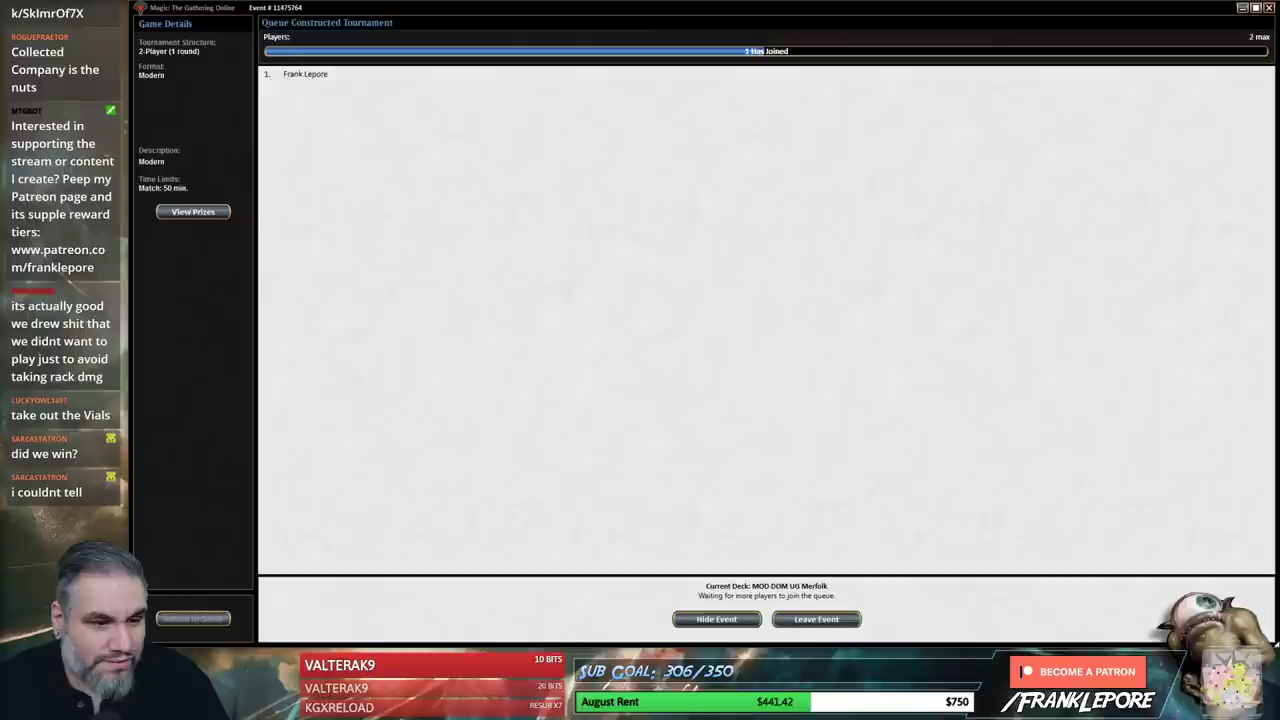 k/SkImrOf7X
ROGUEPRAETOR
Collected
Company is the
nuts
MTGBOT
Interested in
supporting the
stream or content
I create? Peep my
Patreon page and
its supple reward
tiers:
www.patreon.co
m/franklepore
its actually good
we drew shit that
we didnt want to
play just to avoid
taking rack dmg
LUCKYOWL1497
take out the Vials
SARCASTATRON
did we win?
SARCASTATRON
i couldnt tell
Magic: The Gathering Online Event # 11475764
Game Details
Tournament Structure:
2-Player (1 round)
Format:
Modern
Description:
Modern
Time Limits:
Match: 50 min.
View Prizes
Queue Constructed Tournament
Players:
2 max
1 Has Joined
1. Frank.Lepore
Current Deck: MOD DOM UG Merfolk
Waiting for more players to join the queue.
Hide Event
Leave Event
VALTERAK9 10 BITS
VALTERAK9 20 BITS
KGXRELOAD RESUB X7
SUB GOAL: 306/350
August Rent $441.42 $750
BECOME A PATRON
/FRANKLEPORE